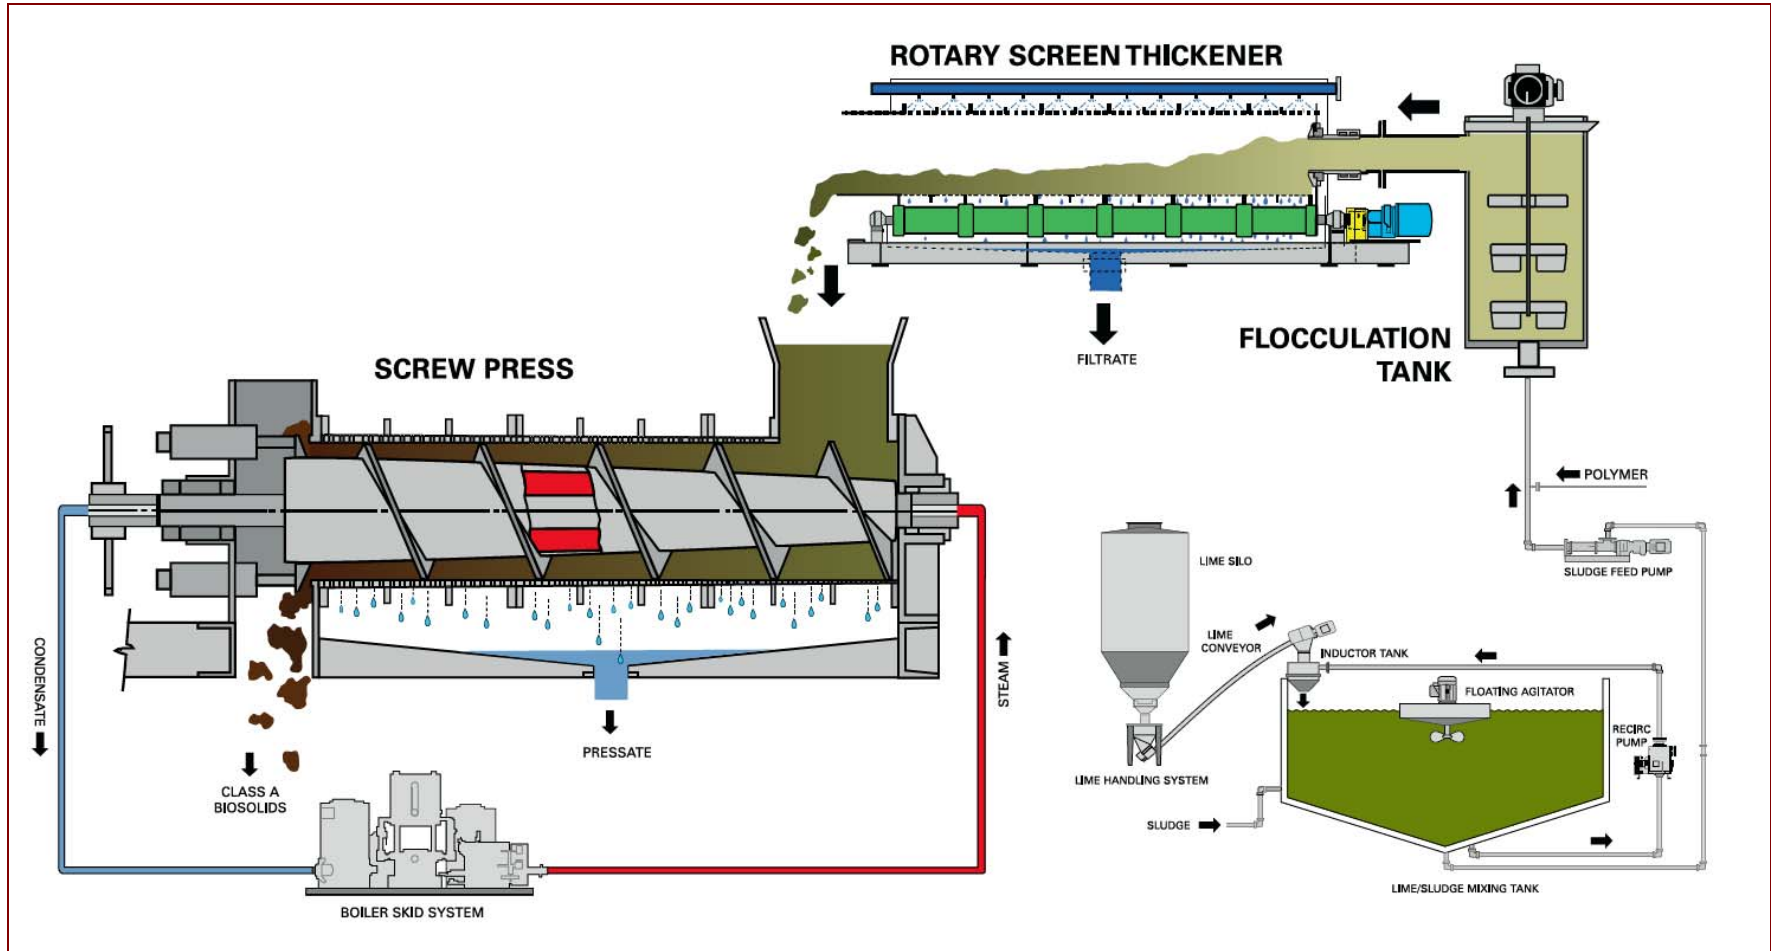 ROTARY SCREEN THICKENER
FILTRATE
FLOCCULATION
TANK
SCREW PRESS
POLYMER
SLUDGE FEED PUMP
LIME SILO
LIME
CONVEYOR
INDUCTOR TANK
FLOATING AGITATOR
RECIRC
PUMP
LIME HANDLING SYSTEM
SLUDGE
LIME/SLUDGE MIXING TANK
CONDENSATE
STEAM
PRESSATE
CLASS A
BIOSOLIDS
BOILER SKID SYSTEM